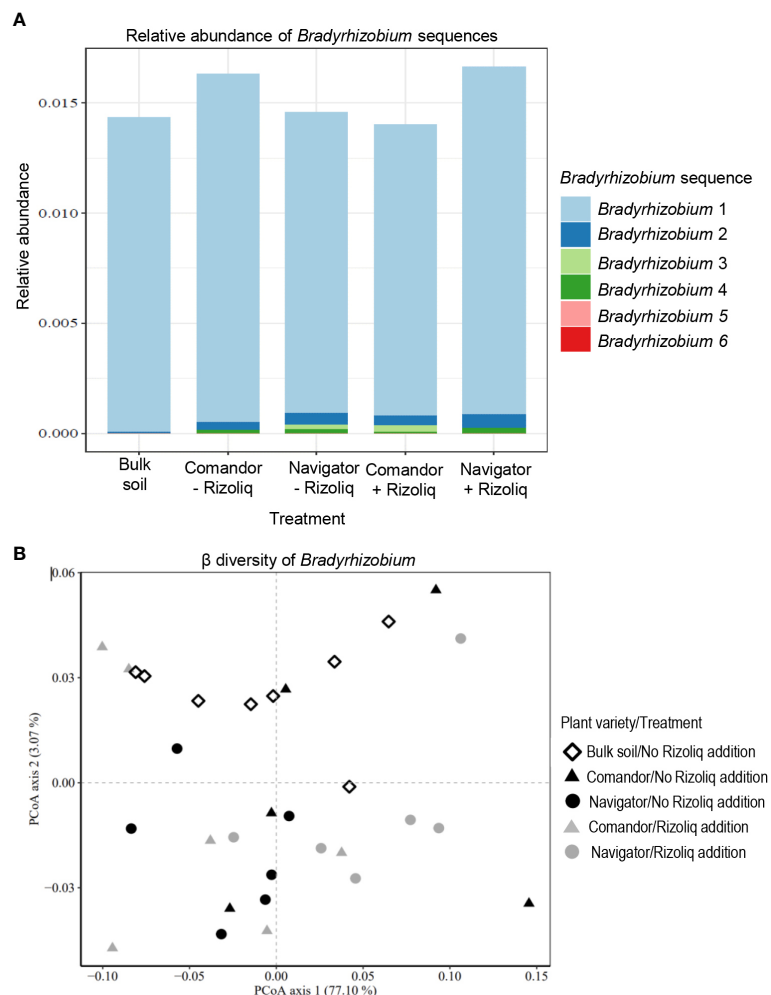 A
Relative abundance of Bradyrhizobium sequences
Relative abundance
0.015
0.010
0.005
0.000
Bulk soil
Comandor - Rizoliq
Navigator - Rizoliq
Comandor + Rizoliq
Navigator + Rizoliq
Treatment
Bradyrhizobium sequence
Bradyrhizobium 1
Bradyrhizobium 2
Bradyrhizobium 3
Bradyrhizobium 4
Bradyrhizobium 5
Bradyrhizobium 6
B
β diversity of Bradyrhizobium
PCoA axis 2 (3.07 %)
0.06
0.03
0.00
−0.03
−0.10
−0.05
0.00
0.05
0.10
0.15
PCoA axis 1 (77.10 %)
Plant variety/Treatment
Bulk soil/No Rizoliq addition
Comandor/No Rizoliq addition
Navigator/No Rizoliq addition
Comandor/Rizoliq addition
Navigator/Rizoliq addition